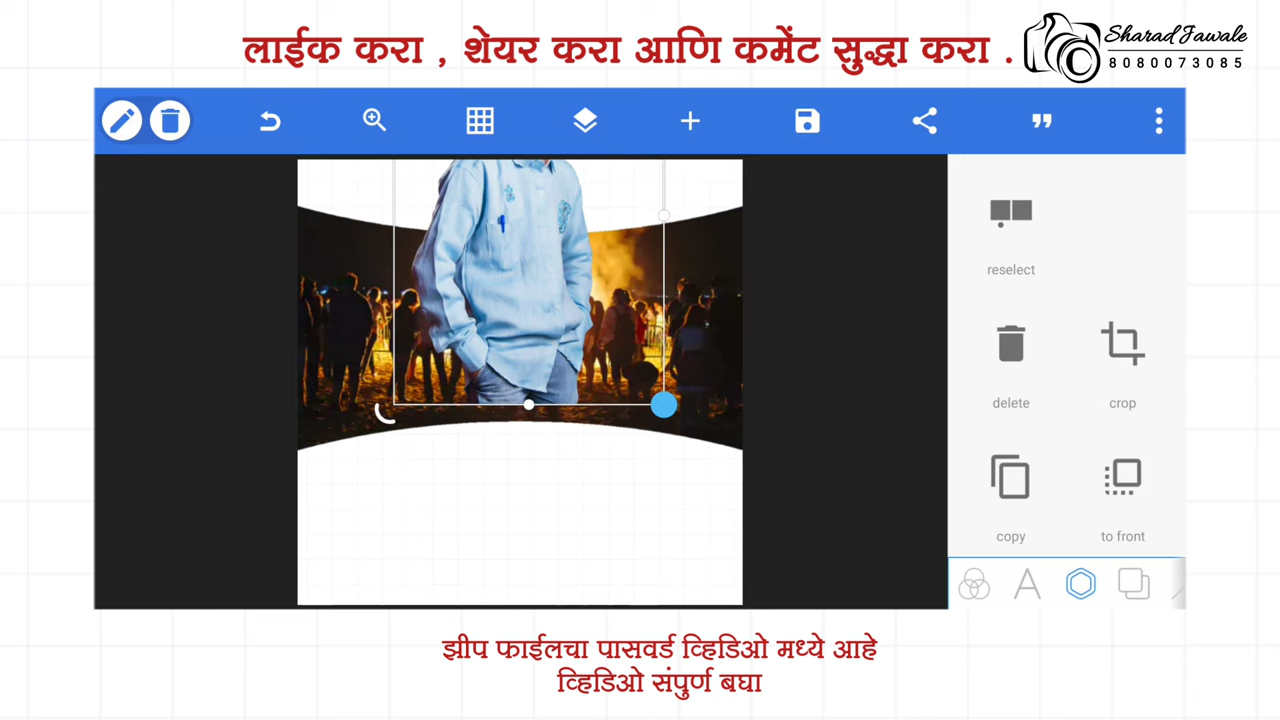 लाईक करा , शेयर करा आणि कमेंट सुद्धा करा .
Sharad Jawale
8080073085
reselect
delete
crop
copy
to front
झीप फाईलचा पासवर्ड व्हिडिओ मध्ये आहे
व्हिडिओ संपुर्ण बघा